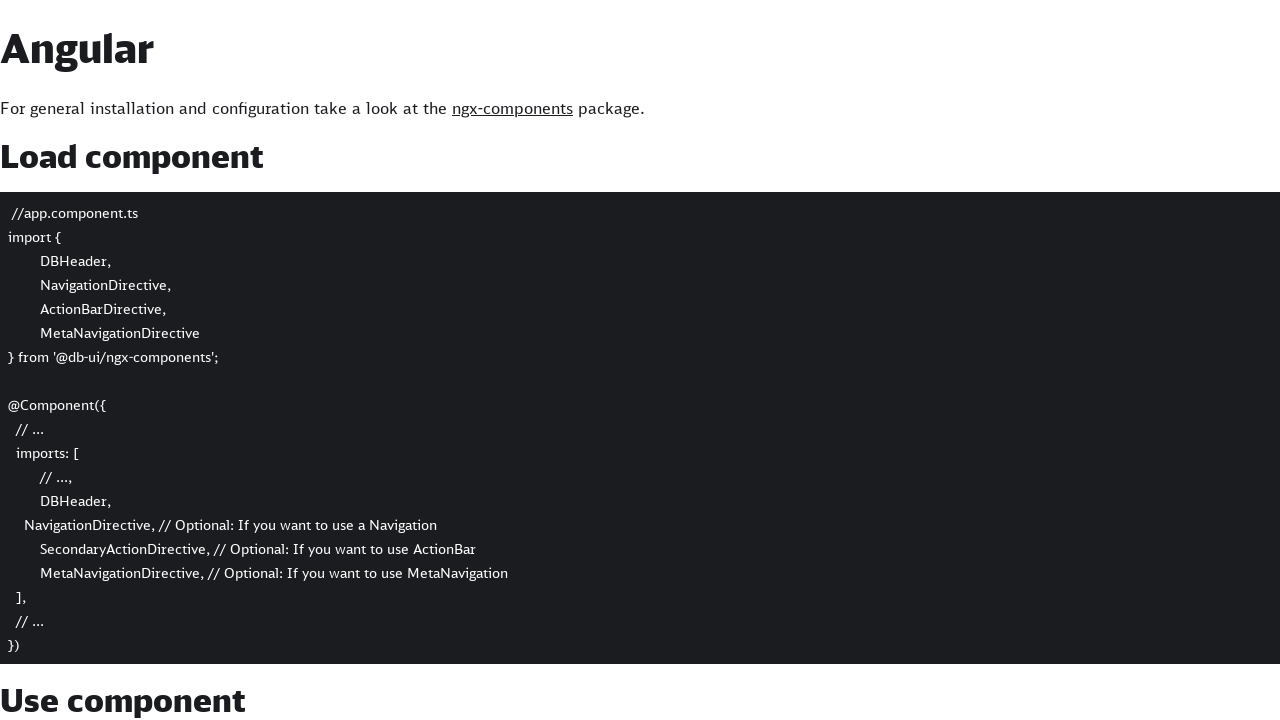 Angular
For general installation and configuration take a look at the ngx-components package.
Load component
//app.component.ts
import {
DBHeader,
NavigationDirective,
ActionBarDirective,
MetaNavigationDirective
} from '@db-ui/ngx-components';
@Component({
// ...
imports: [
// ...,
DBHeader,
NavigationDirective, // Optional: If you want to use a Navigation
SecondaryActionDirective, // Optional: If you want to use ActionBar
MetaNavigationDirective, // Optional: If you want to use MetaNavigation
],
// ...
})
Use component